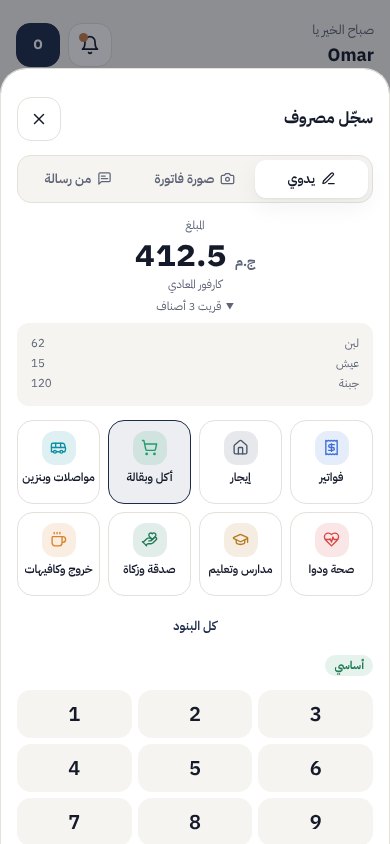 صباح الخير يا
Omar
O
سجّل مصروف
يدوي
صورة فاتورة
من رسالة
المبلغ
412.5 ج.م
كارفور المعادي
▼ قريت 3 أصناف
لبن 62
عيش 15
جبنة 120
فواتير
إيجار
أكل وبقالة
مواصلات وبنزين
صحة ودوا
مدارس وتعليم
صدقة وزكاة
خروج وكافيهات
كل البنود
أساسي
1 2 3
4 5 6
7 8 9